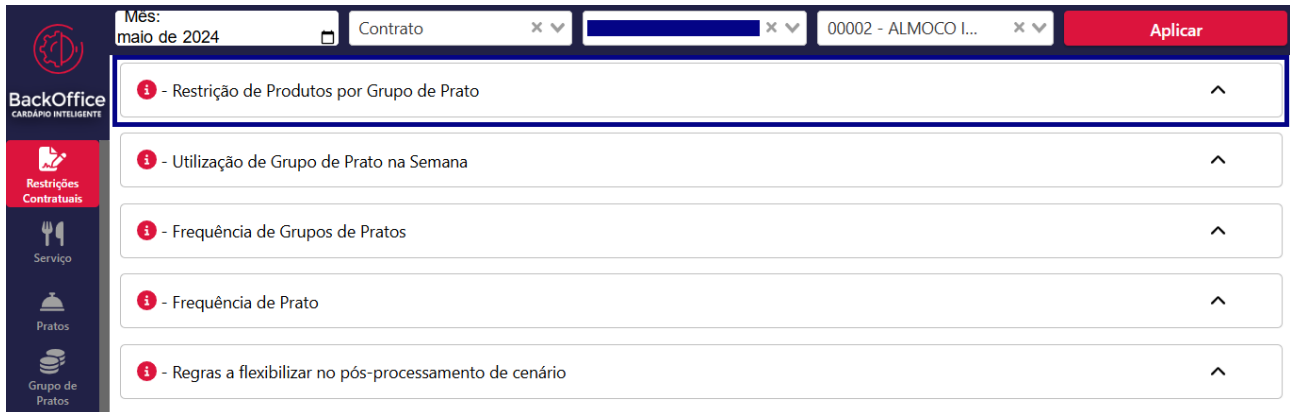 Mês:
maio de 2024
Contrato
00002 - ALMOCO I...
Aplicar
BackOffice
CARDÁPIO INTELIGENTE
- Restrição de Produtos por Grupo de Prato
- Utilização de Grupo de Prato na Semana
- Frequência de Grupos de Pratos
- Frequência de Prato
- Regras a flexibilizar no pós-processamento de cenário
Restrições
Contratuais
Serviço
Pratos
Grupo de
Pratos